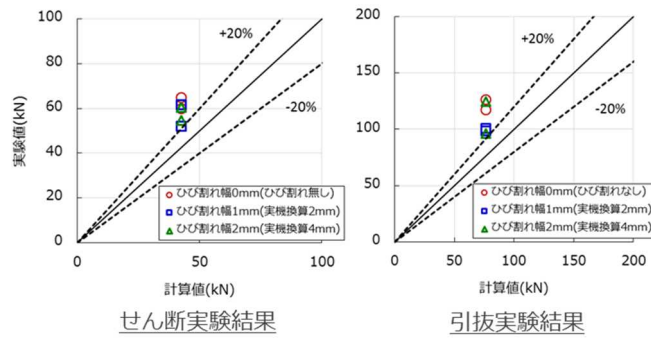 100
80
60
40
20
0
実験値(kN)
+20%
-20%
ひび割れ幅0mm(ひび割れ無し)
ひび割れ幅1mm(実機換算2mm)
ひび割れ幅2mm(実機換算4mm)
0
50
100
計算値(kN)
せん断実験結果
200
150
100
50
0
+20%
-20%
ひび割れ幅0mm(ひび割れなし)
ひび割れ幅1mm(実機換算2mm)
ひび割れ幅2mm(実機換算4mm)
0
50
100
150
200
計算値(kN)
引抜実験結果